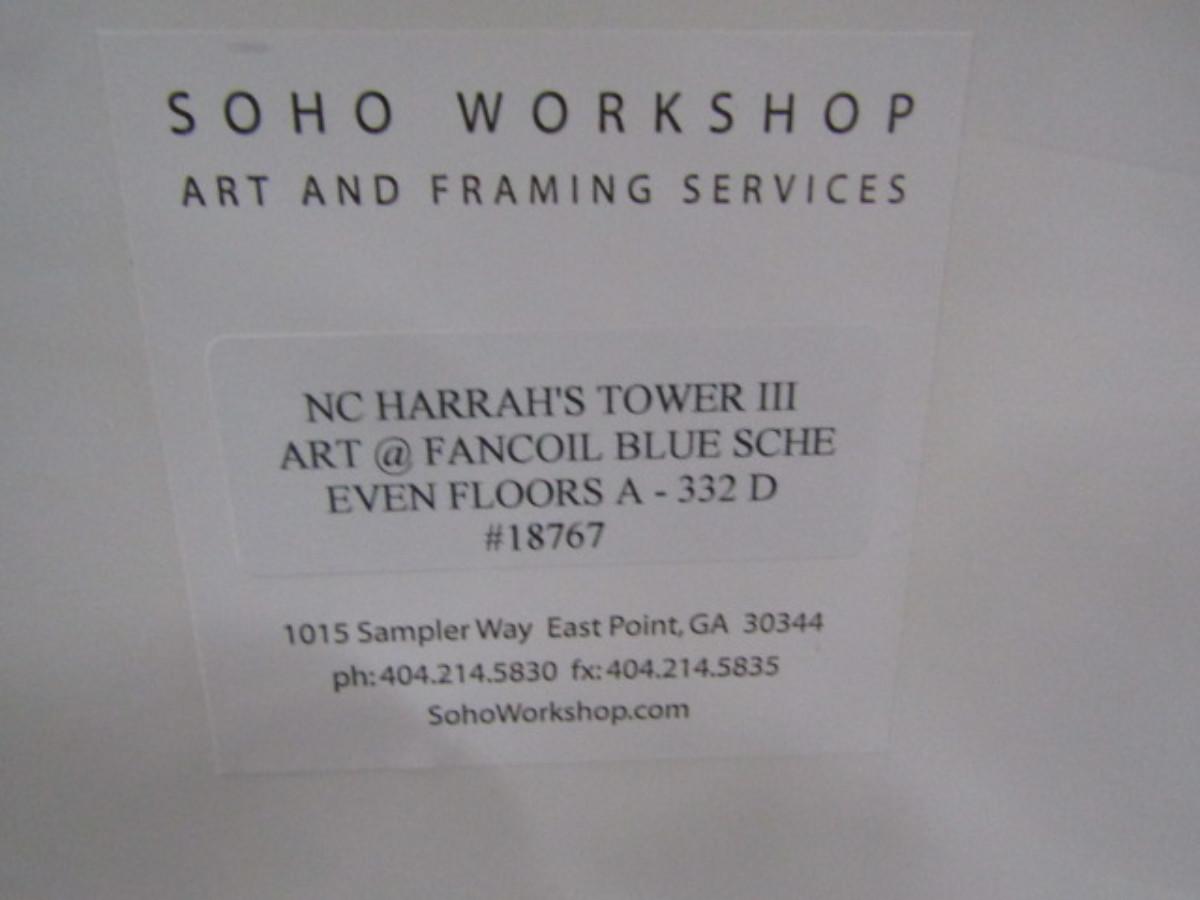 SOHO WORKSHOP
ART AND FRAMING SERVICES
NC HARRAH'S TOWER III
ART @ FANCOIL BLUE SCHE
EVEN FLOORS A - 332 D
#18767
1015 Sampler Way East Point, GA 30344
ph: 404.214.5830 fx: 404.214.5835
SohoWorkshop.com